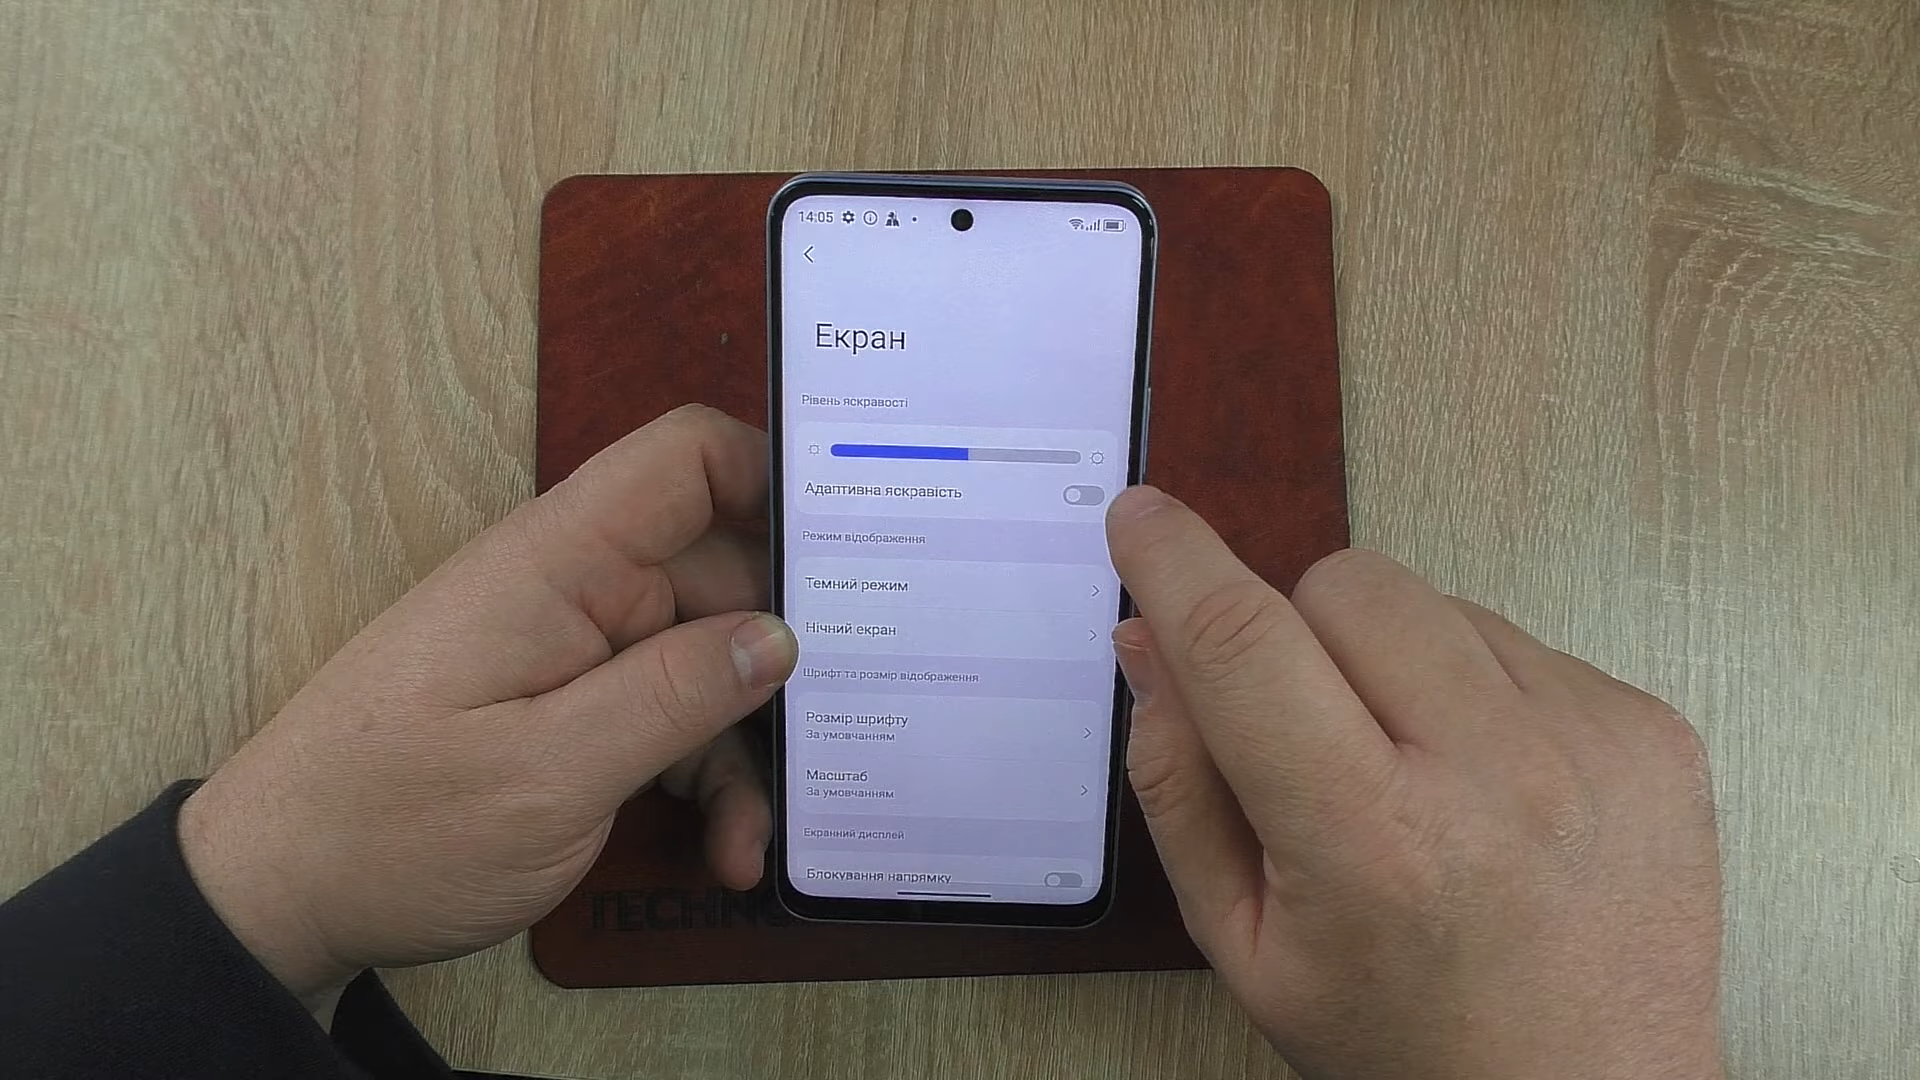 14:05
Екран
Рівень яскравості
Адаптивна яскравість
Режим відображення
Темний режим
Нічний екран
Шрифт та розмір відображення
Розмір шрифту
За умовчанням
Масштаб
За умовчанням
Екранний дисплей
Блокування напрямку